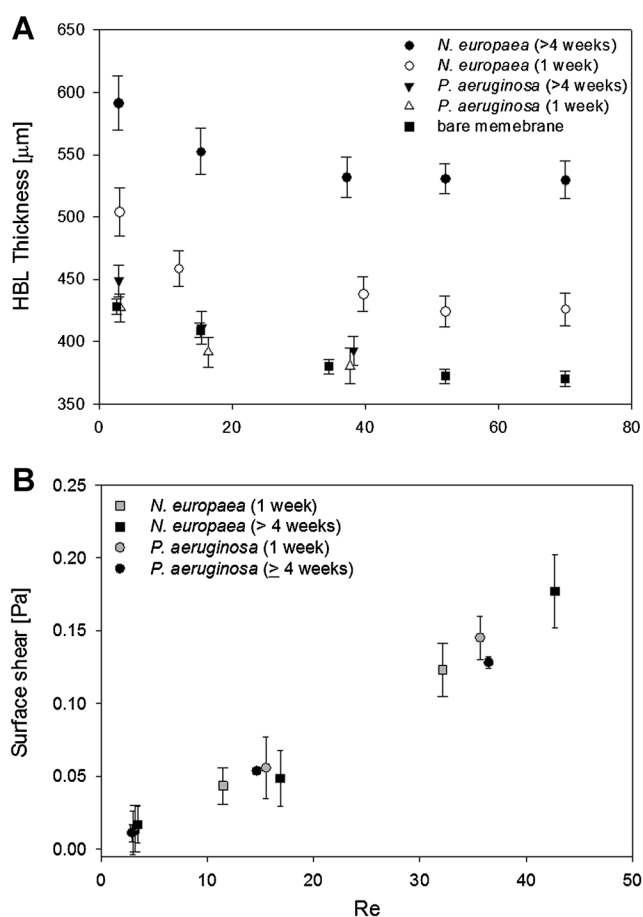 A
650
600
550
500
450
400
350
HBL Thickness [μm]
N. europaea (>4 weeks)
N. europaea (1 week)
P. aeruginosa (>4 weeks)
P. aeruginosa (1 week)
bare memebrane
0 20 40 60 80
B
0.25
0.20
0.15
0.10
0.05
0.00
Surface shear [Pa]
N. europaea (1 week)
N. europaea (> 4 weeks)
P. aeruginosa (1 week)
P. aeruginosa (≥ 4 weeks)
0 10 20 30 40 50
Re